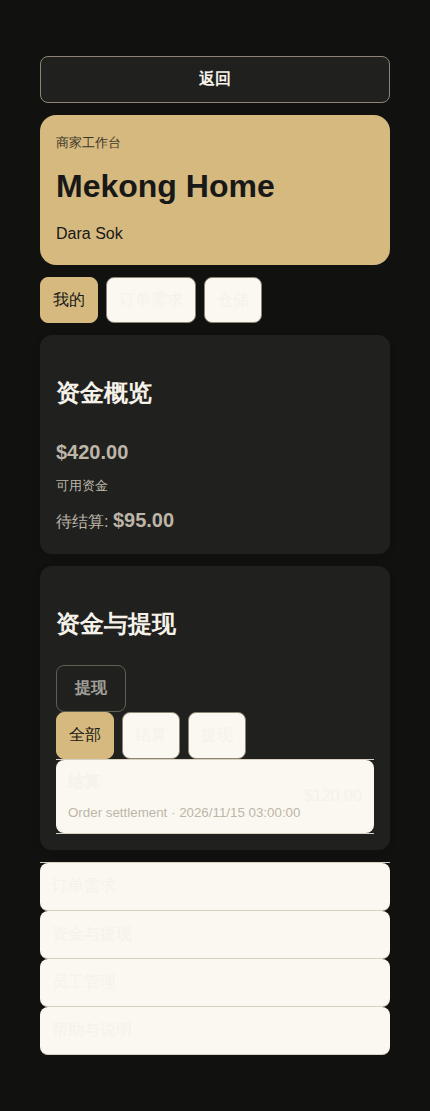 返回
商家工作台
Mekong Home
Dara Sok
我的
订单需求
仓储
资金概览
$420.00
可用资金
待结算: $95.00
资金与提现
提现
全部
结算
提现
结算
$120.00
Order settlement · 2026/11/15 03:00:00
订单需求
资金与提现
员工管理
帮助与说明